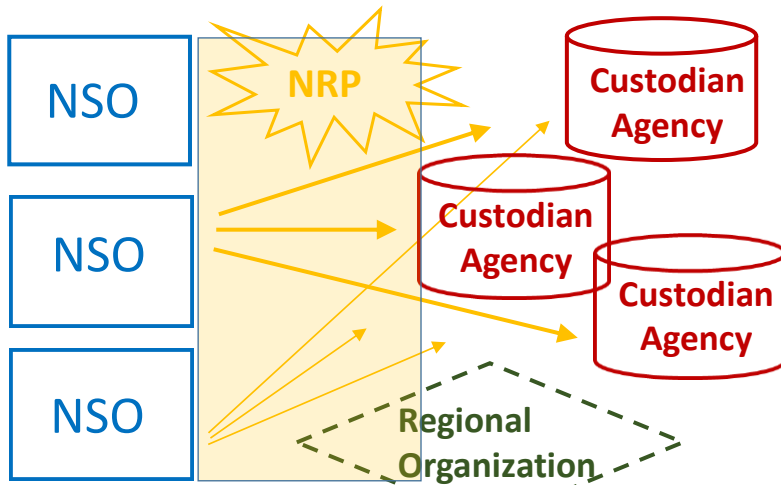 NSO
NRP
Custodian
Agency
NSO
Custodian
Agency
Custodian
Agency
NSO
Regional
Organization